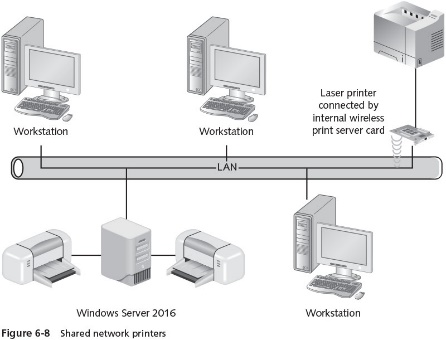 Laser printer
connected by
internal wireless
print server card
Workstation
Workstation
LAN
Windows Server 2016
Workstation
Figure 6-8 Shared network printers